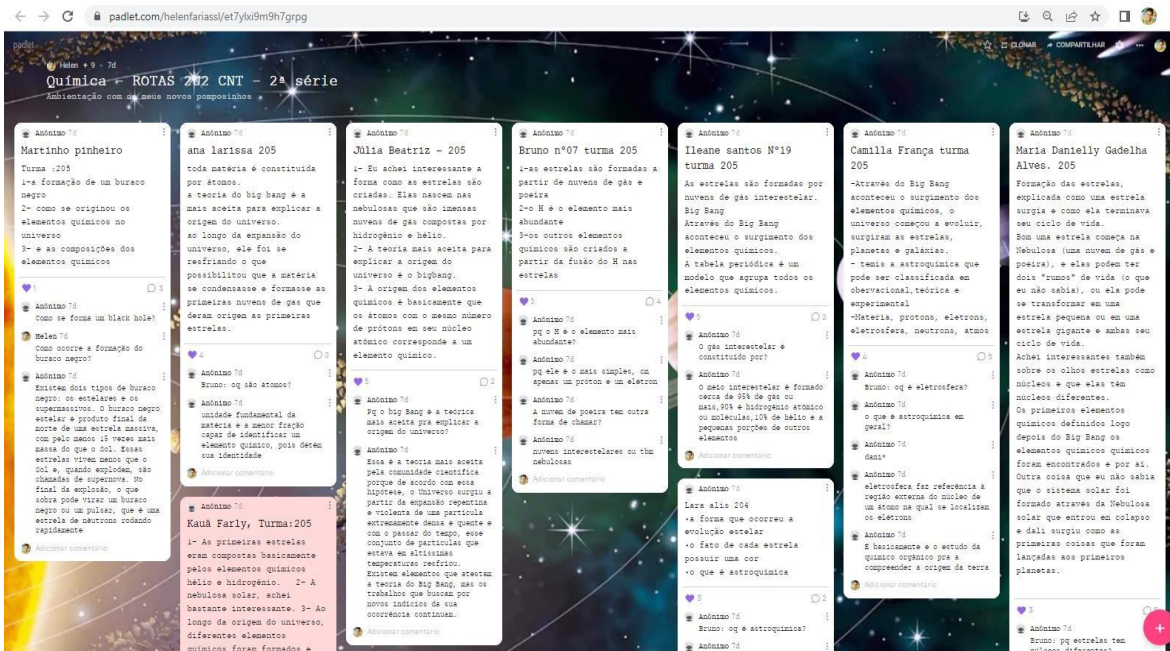 padlet.com/helenfariassl/et7ylxi9m9h7grpg
padlet
CLONAR
COMPARTILHAR
Helen + 9 · 7d
Química - ROTAS 2ª série
Ambientação com meus novos pomposinhos
Anônimo 7d
Martinho pinheiro
Turma :205
1-a formação de um buraco
negro
2- como se originou os
elementos químicos no
universo
3- e as composições dos
elementos químicos
1
3
Anônimo 7d
Como se forma um black hole?
Helen 7d
Como ocorre a formação do
buraco negro?
Anônimo 7d
Existem dois tipos de buraco
negro: os estelares e os
supermassivos. O buraco negro
estelar é produto final da
morte de uma estrela massiva,
com pelo menos 15 vezes mais
massa do que o Sol. Essas
estrelas vivem menos que o
Sol e, quando explodem, são
chamadas de supernova. No
final da explosão, o que
sobra pode virar um buraco
negro ou um pulsar, que é uma
estrela de nêutrons rodando
rapidamente
Adicionar comentário
Anônimo 7d
ana larissa 205
toda matéria é constituída
por átomos.
a teoria do big bang é a
mais aceita para explicar a
origem do universo.
ao longo da expansão do
universo, ele foi se
resfriando o que
possibilitou que a matéria
se condensasse e formasse as
primeiras nuvens de gas que
deram origem as primeiras
estrelas.
4
2
Anônimo 7d
Bruno: oq são átomos?
Anônimo 7d
unidade fundamental da
matéria e a menor fração
capaz de identificar um
elemento químico, pois detém
sua identidade
Adicionar comentário
Anônimo 7d
Kauã Farly, Turma:205
1- As primeiras estrelas
eram compostas basicamente
pelos elementos químicos
hélio e hidrogênio. 2- A
nebulosa solar, achei
bastante interessante. 3- Ao
longo da origem do universo,
diferentes elementos
químicos foram formados e
Anônimo 7d
Júlia Beatriz - 205
1- Eu achei interessante a
forma como as estrelas são
criadas. Elas nascem nas
nebulosas que são imensas
nuvens de gás compostas por
hidrogênio e hélio.
2- A teoria mais aceita para
explicar a origem do
universo é o bigbang.
3- A origem dos elementos
químicos é basicamente que
os átomos com o mesmo número
de prótons em seu núcleo
atômico corresponde a um
elemento químico.
5
2
Anônimo 7d
Pq o big Bang é a teórica
mais aceita pra explicar a
origem do universo?
Anônimo 7d
Essa é a teoria mais aceita
pela comunidade científica
porque de acordo com essa
hipótese, o Universo surgiu a
partir da expansão repentina
e violenta de uma partícula
extremamente densa e quente e
com o passar do tempo, esse
conjunto de partículas que
estava em altíssimas
temperaturas resfriou.
Existem elementos que atestam
a teoria do Big Bang, mas os
trabalhos que buscam por
novos indícios da sua
ocorrência continuam.
Adicionar comentário
Anônimo 7d
Bruno n°07 turma 205
1-as estrelas são formadas a
partir de nuvens de gás e
poeira
2-o H é o elemento mais
abundante
3-os outros elementos
químicos são criados a
partir da fusão do H nas
estrelas
5
4
Anônimo 7d
pq o H é o elemento mais
abundante?
Anônimo 7d
pq ele é o mais simples, cm
apenas um próton e um elétron
Anônimo 7d
A nuvem de poeira tem outra
forma de chamar?
Anônimo 7d
nuvens interestelares ou tbm
nebulosas
Adicionar comentário
Anônimo 7d
Ileane santos N°19
turma 205
As estrelas são formadas por
nuvens de gás interestelar.
Big Bang
Através do Big Bang
aconteceu o surgimento dos
elementos químicos.
A tabela periódica é um
modelo que agrupa todos os
elementos químicos.
5
2
Anônimo 7d
O gás interestelar é
constituído por?
Anônimo 7d
O meio interestelar é formado
cerca de 95% de gás ou
mais,90% é hidrogênio atômico
ou moléculas,10% de hélio e a
pequenas porções de outros
elementos
Adicionar comentário
Anônimo 7d
Lara alis 204
•a forma que ocorreu a
evolução estelar
•o fato de cada estrela
possuir uma cor
•o que é astroquímica
3
2
Anônimo 7d
Bruno: oq é astroquímica?
Anônimo 7d
Anônimo 7d
Camilla França turma
205
-Através do Big Bang
aconteceu o surgimento dos
elementos químicos, o
universo começou a evoluir,
surgiram as estrelas,
planetas e galáxias.
- temis a astroquímica que
pode ser classificada em
obervacional,teórica e
experimental
-Materia, protons, eletrons,
eletrosfera, neutrons, átmos
4
5
Anônimo 7d
Bruno: oq é eletrosfera?
Anônimo 7d
o que é astroquímica em
geral?
Anônimo 7d
dani*
Anônimo 7d
eletrosfera faz referência à
região externa do núcleo de
um átomo na qual se localizam
os elétrons
Anônimo 7d
É basicamente e o estudo da
químico orgânico pra a
compreender a origem da terra
Adicionar comentário
Anônimo 7d
Maria Danielly Gadelha
Alves. 205
Formação das estrelas,
explicada como uma estrela
surgia e como ela terminava
seu ciclo de vida.
Bom uma estrela começa na
Nebulosa (uma nuvem de gás e
poeira), e elas podem ter
dois "rumos" de vida (o que
eu não sabia), ou ela pode
se transformar em uma
estrela pequena ou em uma
estrela gigante e ambas seu
ciclo de vida.
Achei interessantes também
sobre os olhos estrelas como
núcleos e que elas têm
núcleos diferentes.
Os primeiros elementos
químicos definidos logo
depois do Big Bang os
elementos químicos químicos
foram encontrados e por aí.
Outra coisa que eu não sabia
que o sistema solar foi
formado através da Nebulosa
solar que entrou em colapso
e dali surgiu como as
primeiras coisas que foram
lançadas aos primeiros
planetas.
3
Anônimo 7d
Bruno: pq estrelas tem
núcleos diferentes?